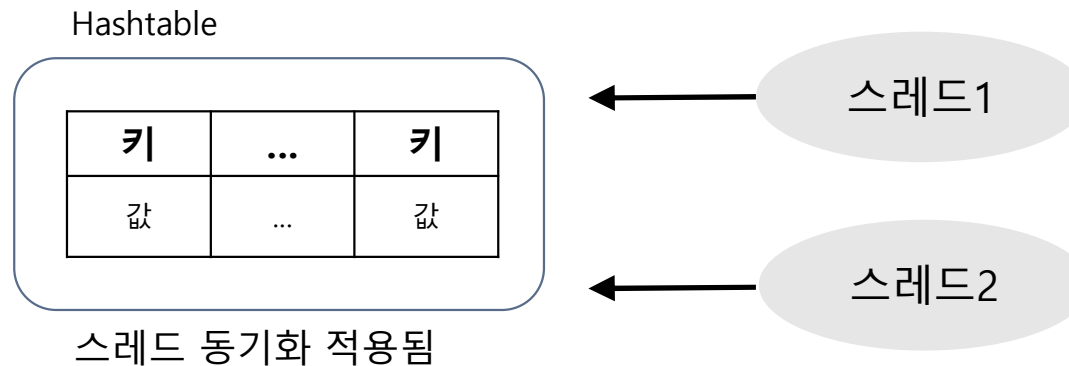 Hashtable
키 ... 키
값 ... 값
스레드 동기화 적용됨
스레드1
스레드2